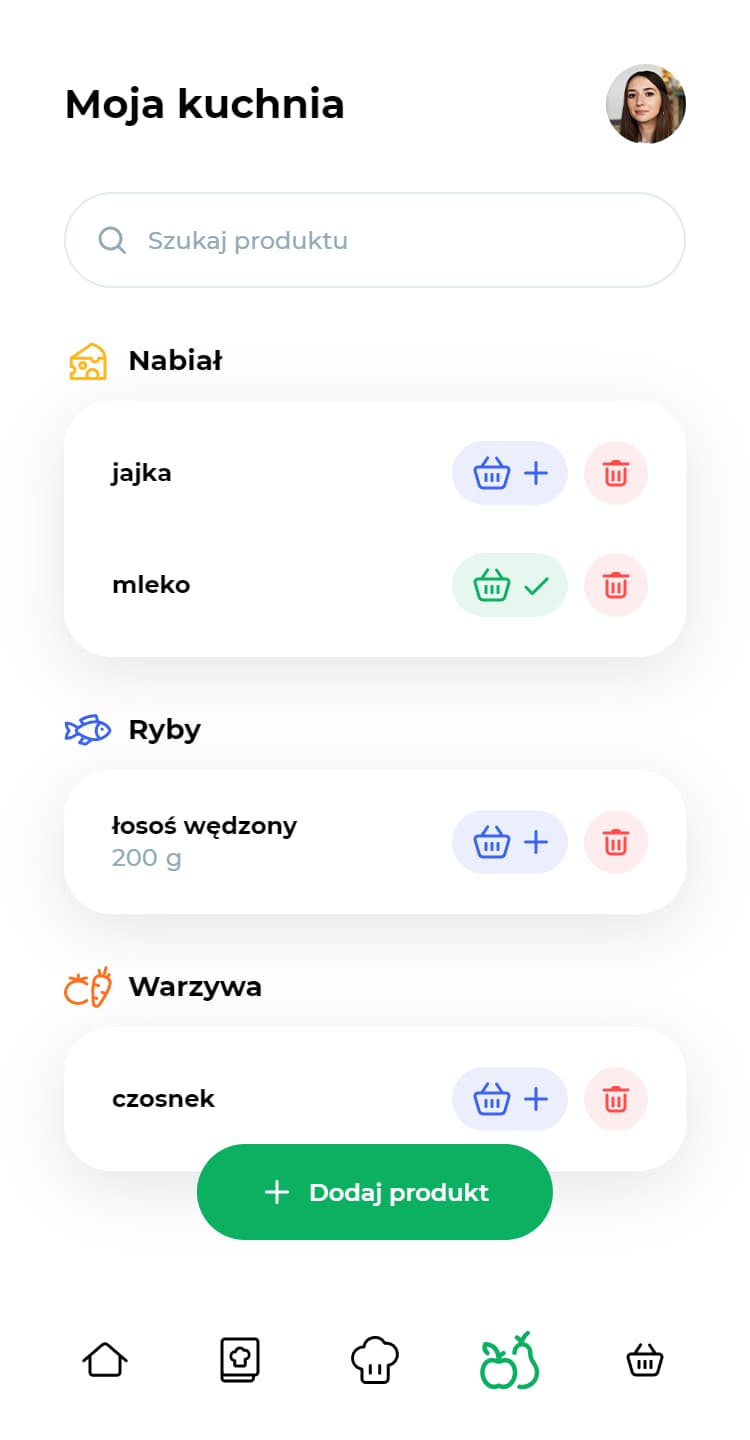 Moja kuchnia
Szukaj produktu
Nabiał
jajka
mleko
Ryby
łosoś wędzony
200 g
Warzywa
czosnek
Dodaj produkt